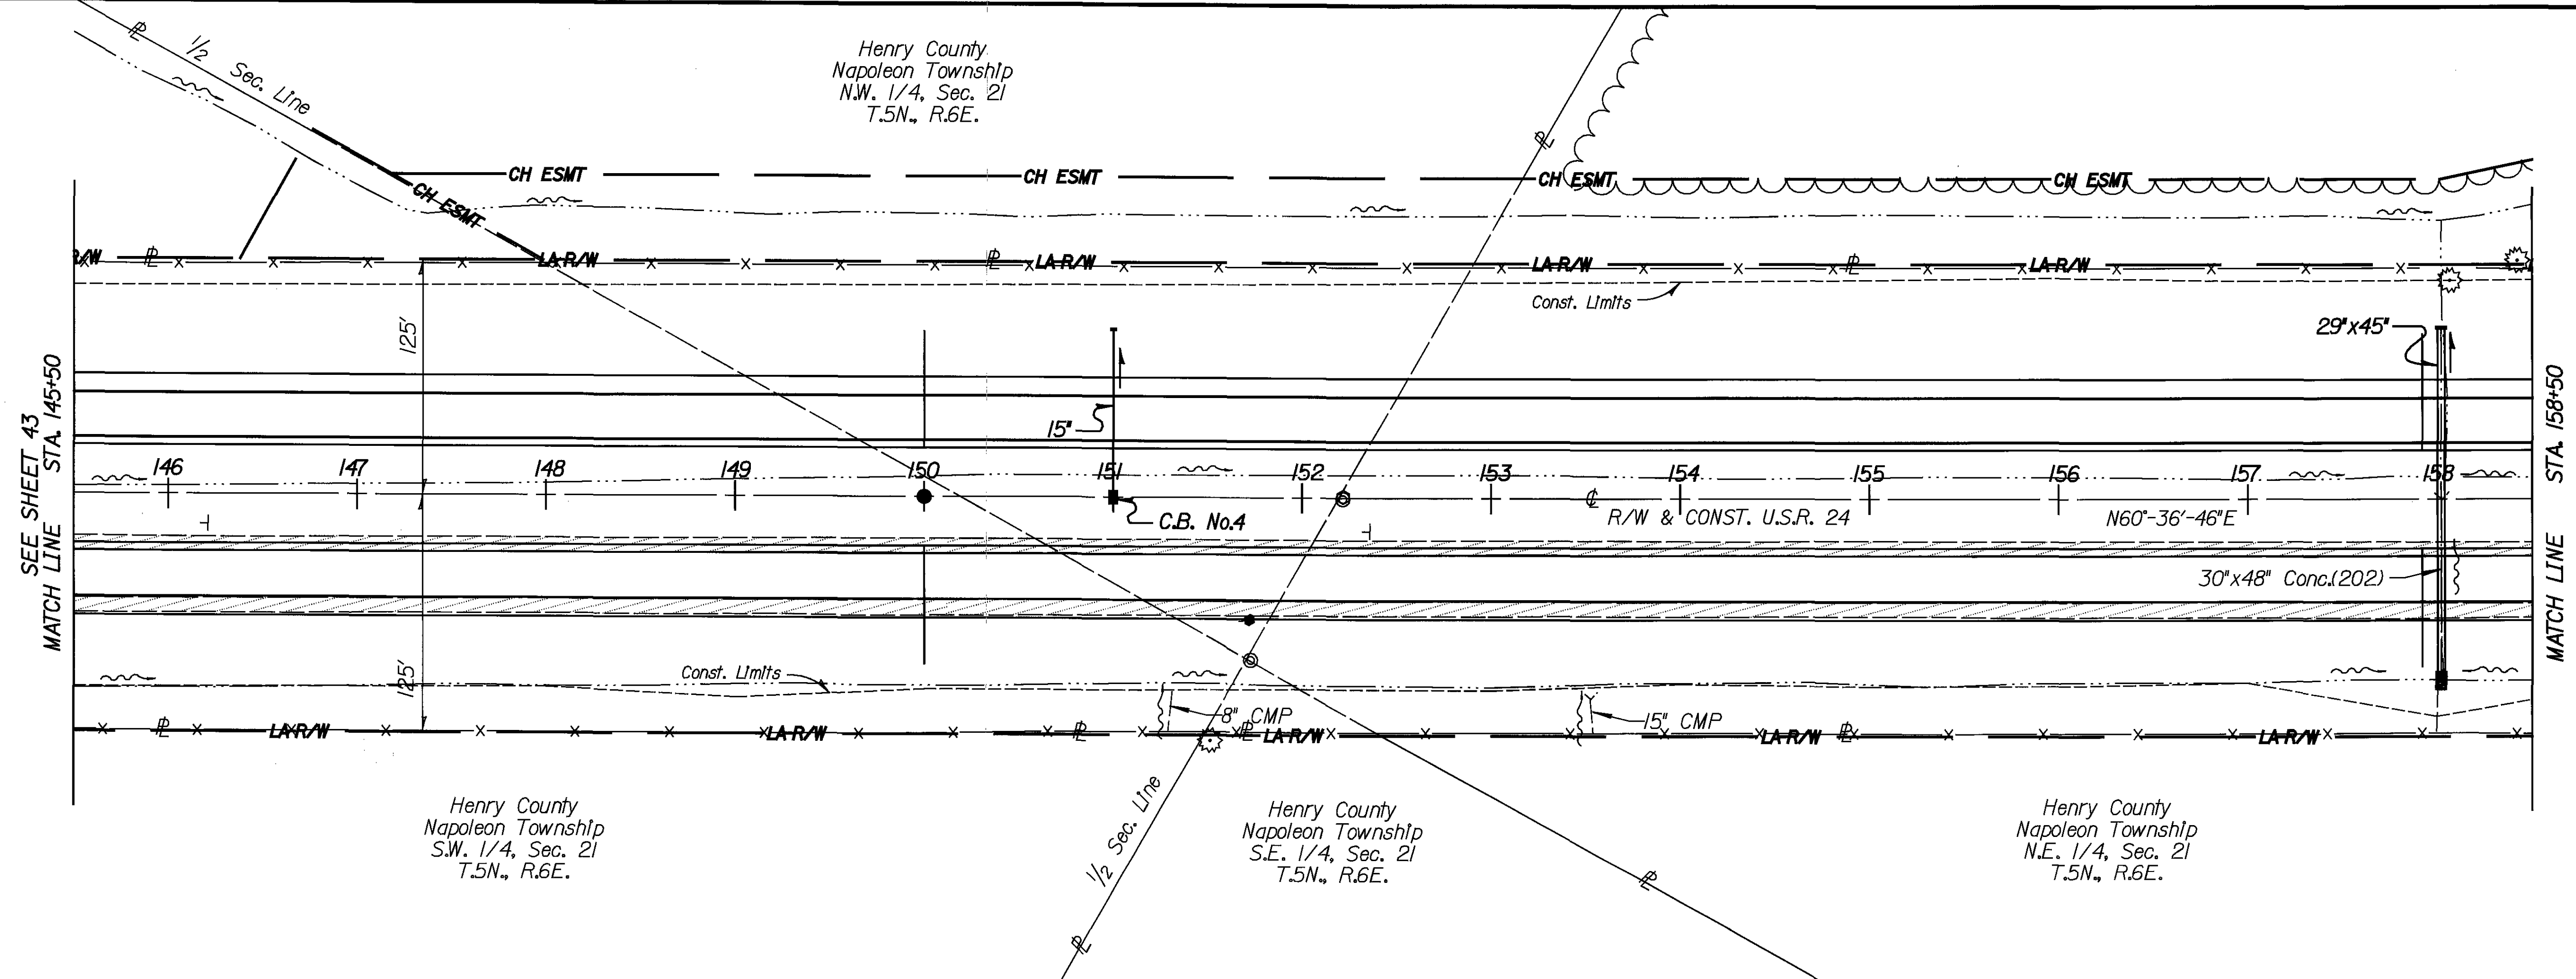 1/2 Sec. Line
Henry County
Napoleon Township
N.W. 1/4, Sec. 21
T.5N., R.6E.
CH ESMT
CH ESMT
CH ESMT
CH ESMT
CH ESMT
R/W
LA R/W
LA R/W
LA R/W
LA R/W
Const. Limits
125'
29"x45"
15"
SEE SHEET 43
MATCH LINE STA. 145+50
146 147 148 149 150 151 152 153 154 155 156 157 158
MATCH LINE STA. 158+50
C.B. No.4
R/W & CONST. U.S.R. 24
N60°-36'-46"E
30"x48" Conc.(202)
125'
Const. Limits
8" CMP
15" CMP
LA R/W
LA R/W
LA R/W
LA R/W
LA R/W
1/2 Sec. Line
Henry County
Napoleon Township
S.W. 1/4, Sec. 21
T.5N., R.6E.
Henry County
Napoleon Township
S.E. 1/4, Sec. 21
T.5N., R.6E.
Henry County
Napoleon Township
N.E. 1/4, Sec. 21
T.5N., R.6E.